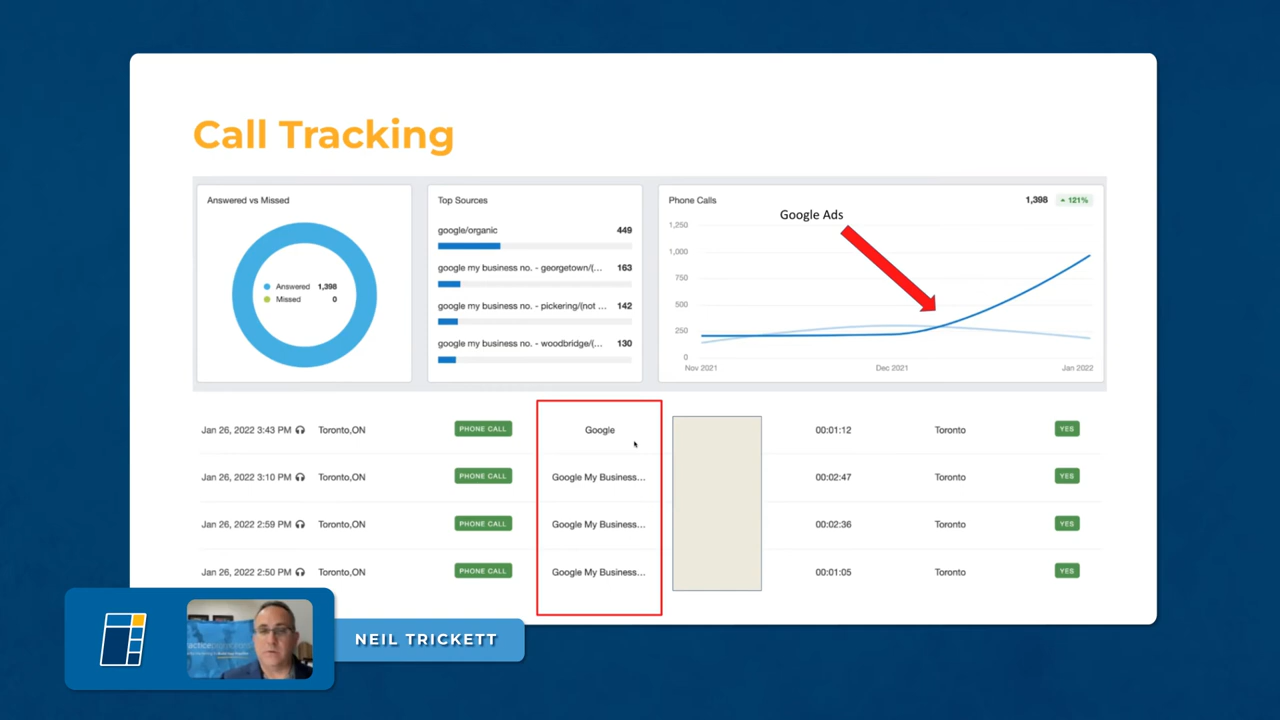 Call Tracking
Answered vs Missed
Answered 1,398
Missed 0
Top Sources
google/organic 449
google my business no. - georgetown/(... 163
google my business no. - pickering/(not ... 142
google my business no. - woodbridge/(... 130
Phone Calls 1,398 121%
Google Ads
1,250
1,000
750
500
250
0
Nov 2021 Dec 2021 Jan 2022
Jan 26, 2022 3:43 PM Toronto,ON PHONE CALL Google 00:01:12 Toronto YES
Jan 26, 2022 3:10 PM Toronto,ON PHONE CALL Google My Business... 00:02:47 Toronto YES
Jan 26, 2022 2:59 PM Toronto,ON PHONE CALL Google My Business... 00:02:36 Toronto YES
Jan 26, 2022 2:50 PM Toronto,ON PHONE CALL Google My Business... 00:01:05 Toronto YES
NEIL TRICKETT